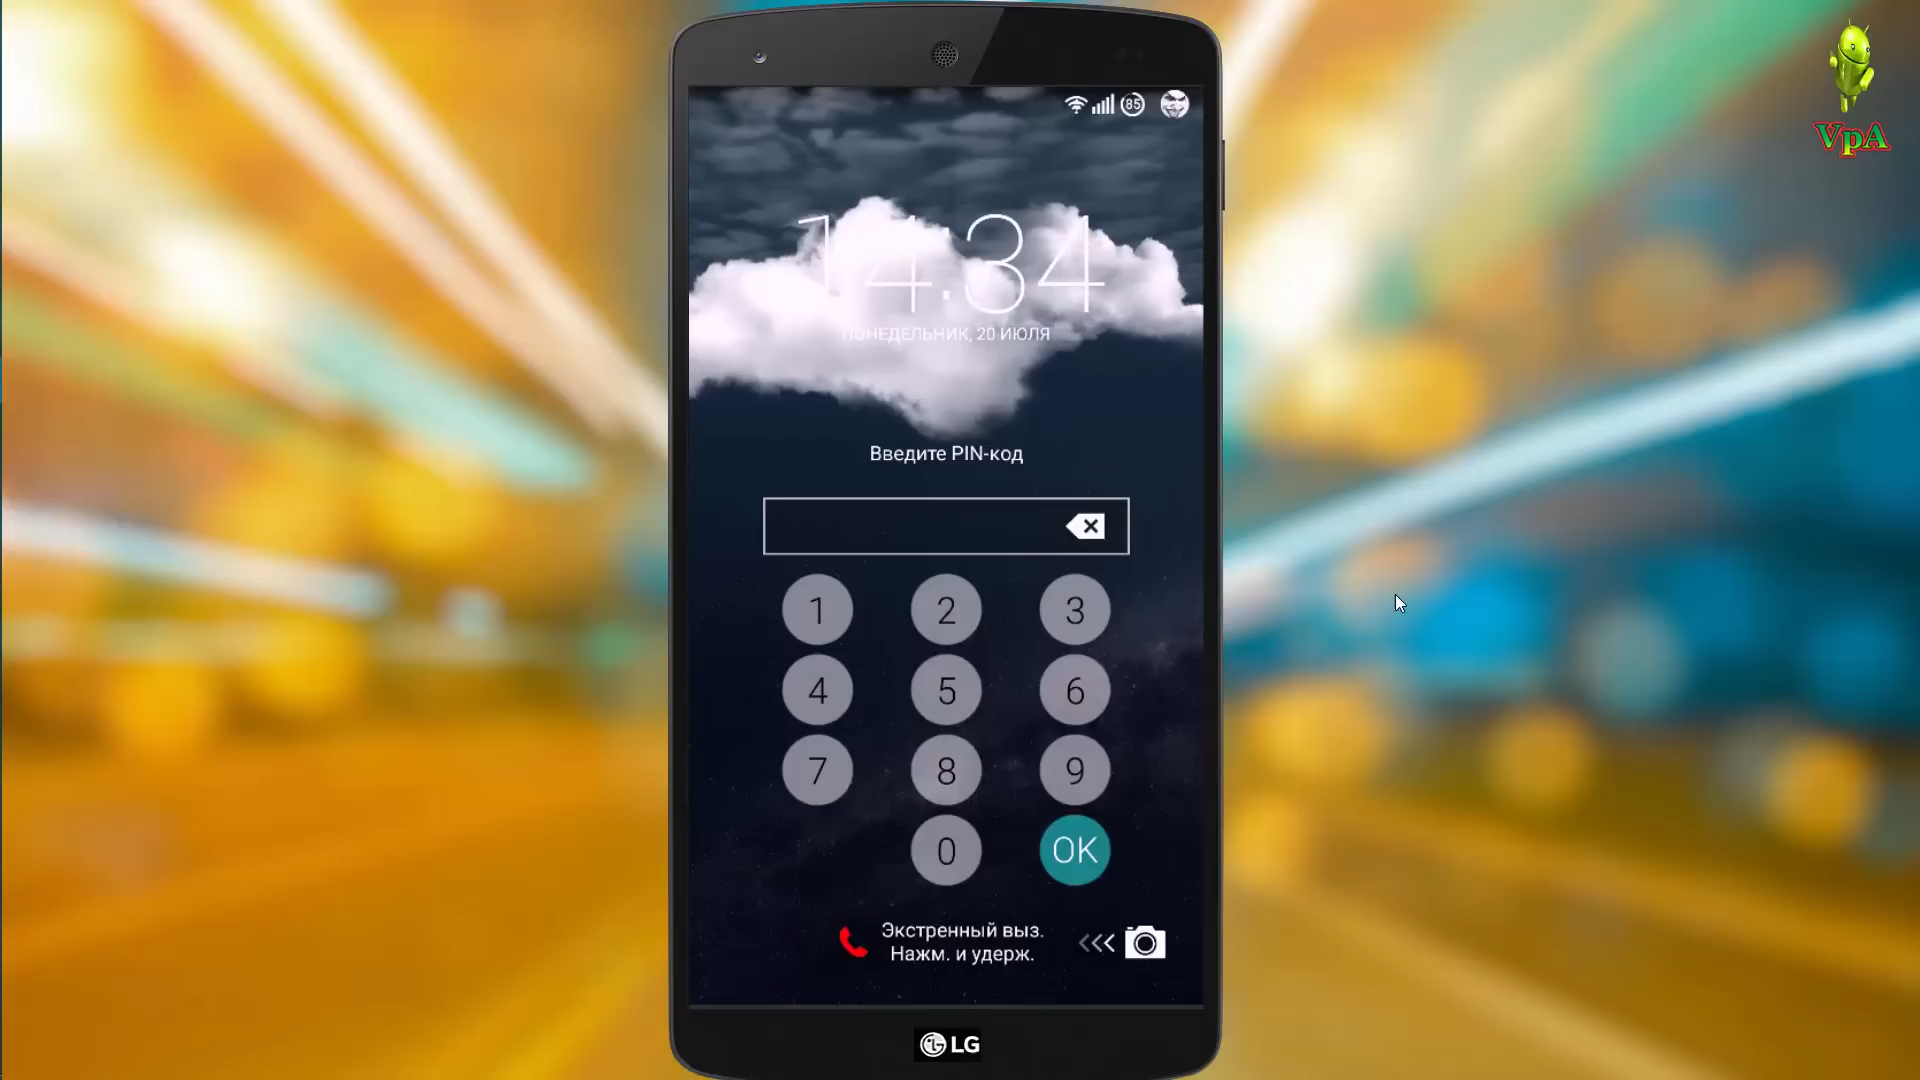 85
VpA
14:34
ПОНЕДЕЛЬНИК, 20 ИЮЛЯ
Введите PIN-код
1 2 3
4 5 6
7 8 9
0 OK
Экстренный выз.
Нажм. и удерж.
LG